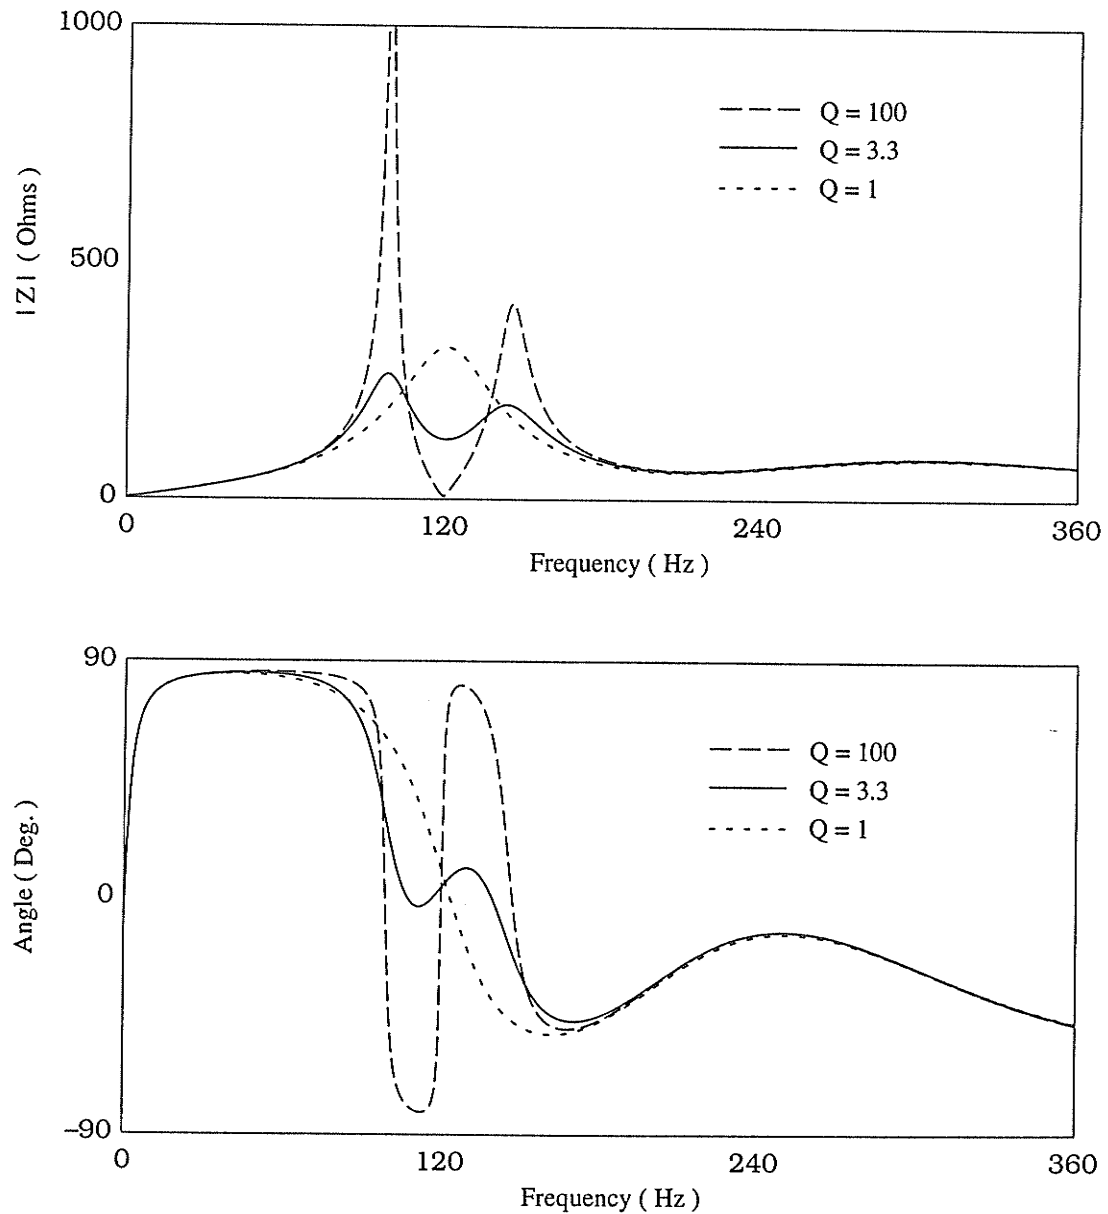 1000
500
0
| Z | ( Ohms )
Q = 100
Q = 3.3
Q = 1
0
120
240
360
Frequency ( Hz )
90
0
–90
Angle ( Deg. )
Q = 100
Q = 3.3
Q = 1
0
120
240
360
Frequency ( Hz )